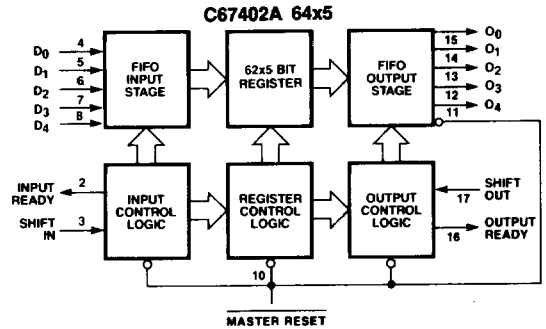 C67402A 64x5
D0 4
D1 5
D2 6
D3 7
D4 8
FIFO
INPUT
STAGE
62x5 BIT
REGISTER
FIFO
OUTPUT
STAGE
15 O0
14 O1
13 O2
12 O3
11 O4
INPUT
READY
2
SHIFT
IN
3
INPUT
CONTROL
LOGIC
REGISTER
CONTROL
LOGIC
OUTPUT
CONTROL
LOGIC
17
SHIFT
OUT
16
OUTPUT
READY
10
MASTER RESET